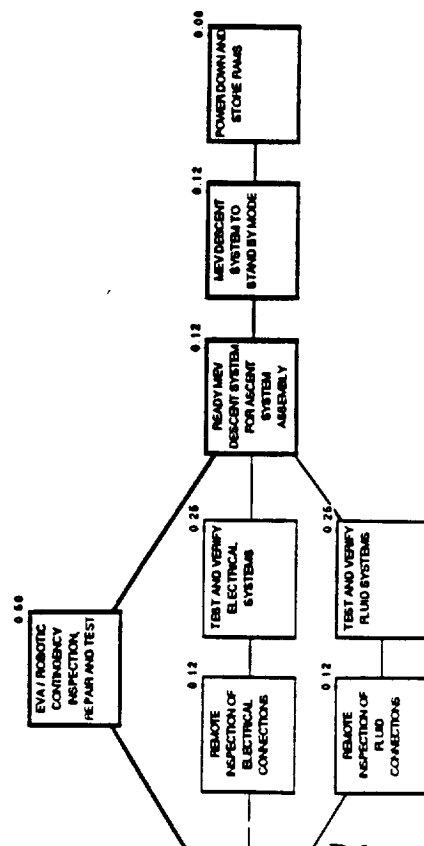 0.50
EVA / ROBOTIC
CONTINGENCY
INSPECTION,
REPAIR AND TEST
0.12
REMOTE
INSPECTION OF
ELECTRICAL
CONNECTIONS
0.25
TEST AND VERIFY
ELECTRICAL
SYSTEMS
0.12
REMOTE
INSPECTION OF
FLUID
CONNECTIONS
0.25
TEST AND VERIFY
FLUID SYSTEMS
0.12
READY MEV
DESCENT SYSTEM
FOR ASCENT
SYSTEM
ASSEMBLY
0.12
MEV DESCENT
SYSTEM TO
STAND BY MODE
0.06
POWER DOWN AND
STORE RAMS